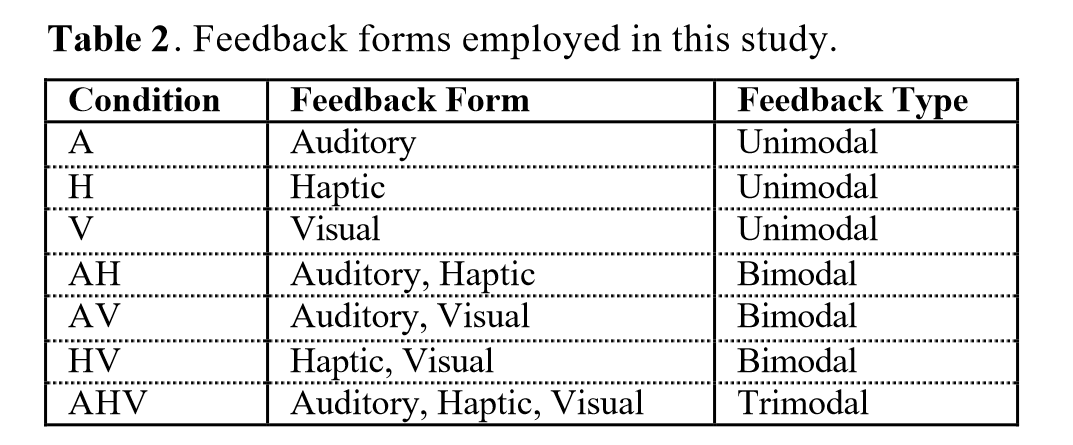 Table 2. Feedback forms employed in this study.
Condition Feedback Form Feedback Type
A Auditory Unimodal
H Haptic Unimodal
V Visual Unimodal
AH Auditory, Haptic Bimodal
AV Auditory, Visual Bimodal
HV Haptic, Visual Bimodal
AHV Auditory, Haptic, Visual Trimodal